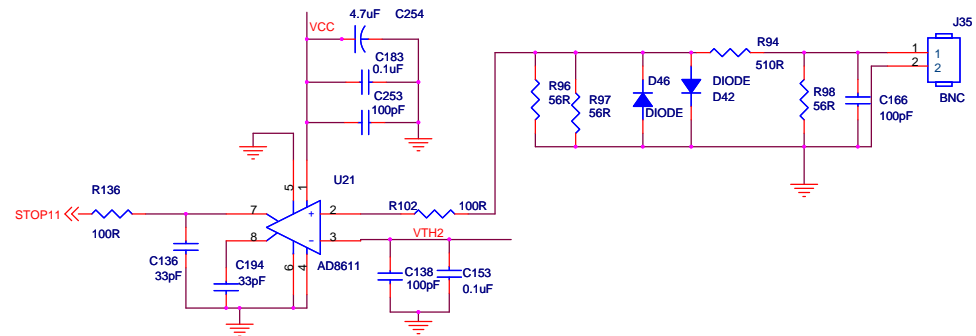 4.7uF C254
VCC
C183
0.1uF
C253
100pF
R94
510R
J35
1
2
1
2
BNC
R96
56R
R97
56R
D46
DIODE
DIODE
D42
R98
56R
C166
100pF
U21
5
1
R136
STOP11
100R
7
8
+
-
2
3
R102 100R
VTH2
6
4
AD8611
C136
33pF
C194
33pF
C138
100pF
C153
0.1uF